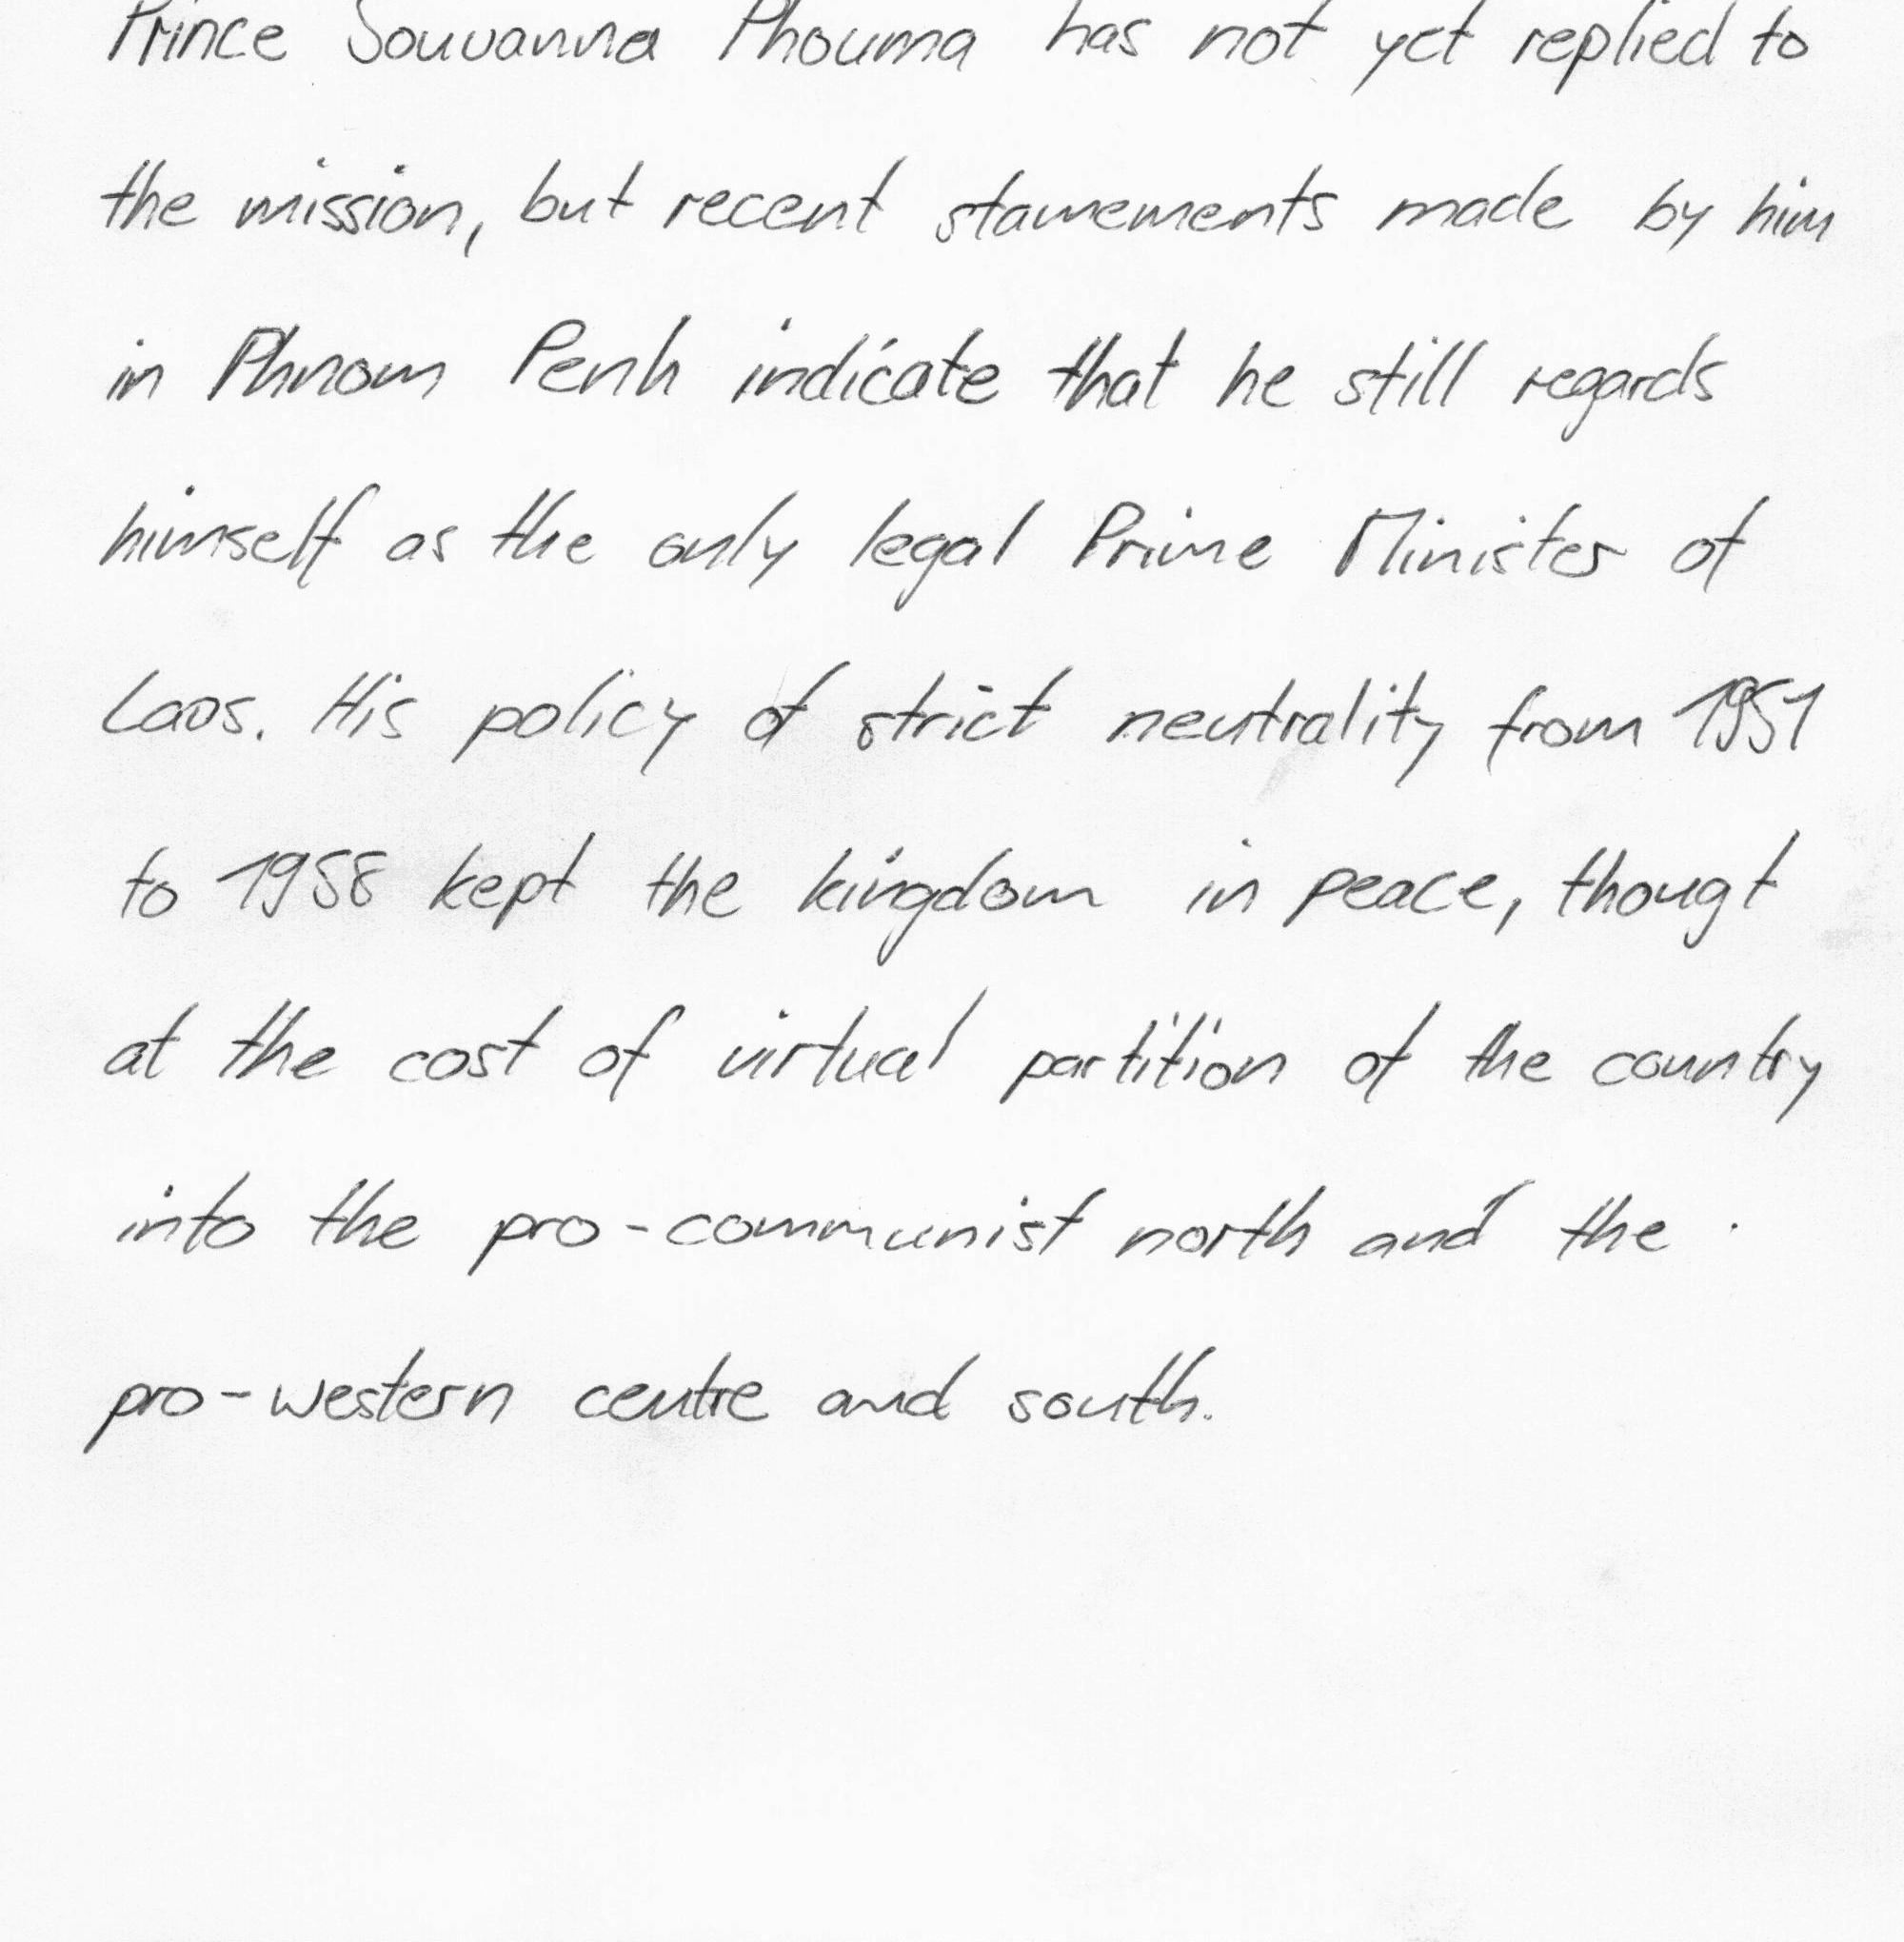 Prince Souvanna Phouma has not yet replied to
the mission, but recent stamements made by him
in Phnom Penh indicate that he still regards
himself as the only legal Prime Minister of
Laos. His policy of strict neutrality from 1951
to 1958 kept the kingdom in peace, thougt
at the cost of virtual partition of the country
into the pro-communist north and the
pro-western centre and south.